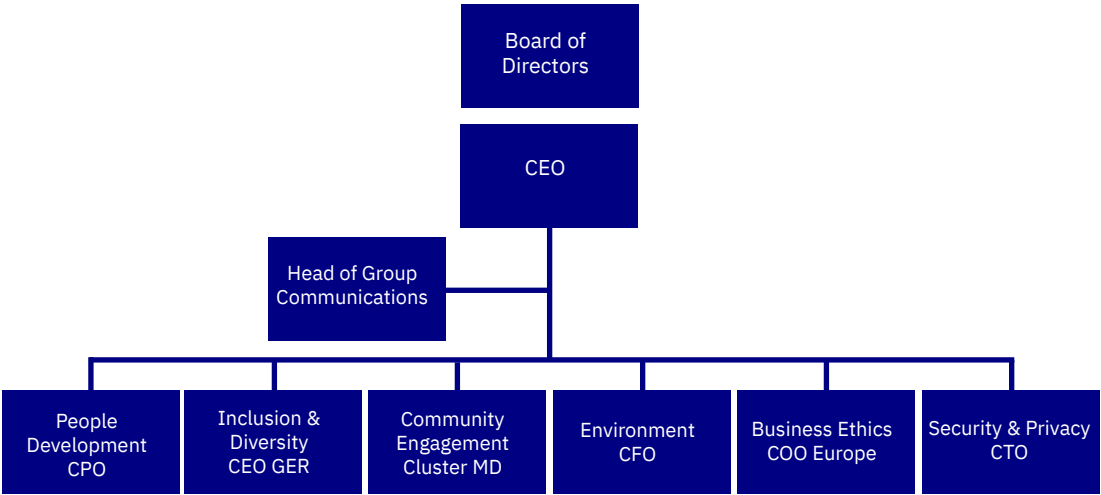 Board of
Directors
CEO
Head of Group
Communications
People
Development
CPO
Inclusion &
Diversity
CEO GER
Community
Engagement
Cluster MD
Environment
CFO
Business Ethics
COO Europe
Security & Privacy
CTO